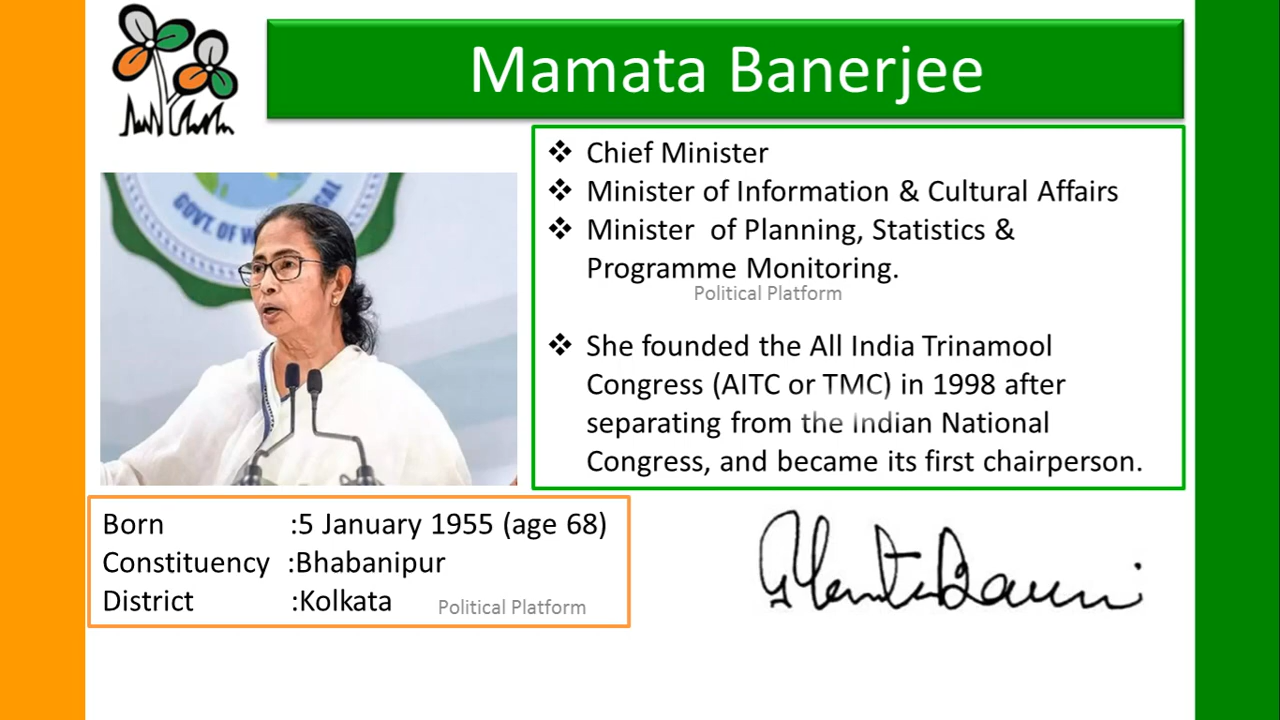 Mamata Banerjee
❖ Chief Minister
❖ Minister of Information & Cultural Affairs
❖ Minister of Planning, Statistics &
Programme Monitoring.
Political Platform
❖ She founded the All India Trinamool
Congress (AITC or TMC) in 1998 after
separating from the Indian National
Congress, and became its first chairperson.
GOVT. OF W
Born :5 January 1955 (age 68)
Constituency :Bhabanipur
District :Kolkata
Political Platform